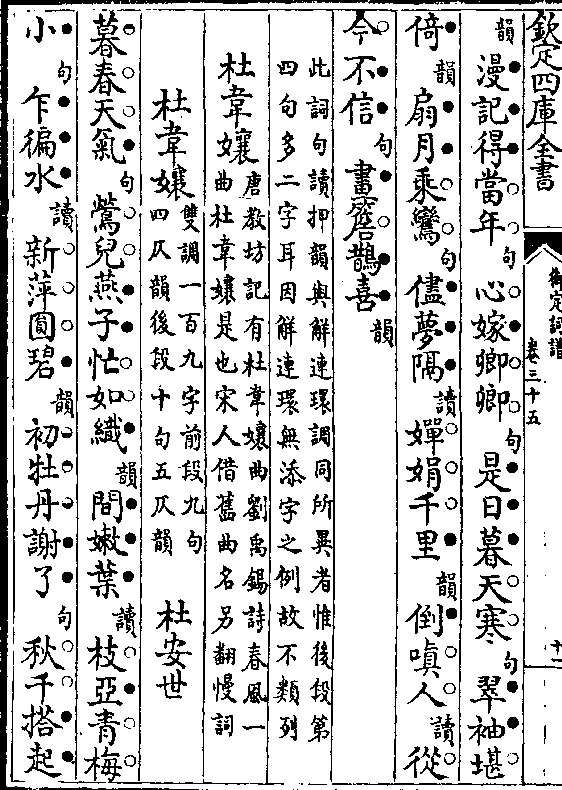 欽定四庫全書
御定詞譜
卷三十五
十一
韻漫記得當年句心嫁卿卿句是日暮天寒句翠袖堪
倚韻扇月乘鸞句儘夢隔讀嬋娟千里韻倒嗔人讀從
今不信句畫簷鵲喜韻
此詞句讀押韻與解連環調同所異者惟後段第
四句多二字耳因解連環無添字之例故不類列
杜韋孃
唐教坊記有杜韋孃曲劉禹錫詩春風一
曲杜韋孃是也宋人借舊曲名另翻慢詞
杜韋孃
雙調一百九字前段九句
四仄韻後段十句五仄韻
杜安世
暮春天氣句鶯兒燕子忙如織韻間嫩葉讀枝亞青梅
小句乍徧水讀新萍圓碧韻初牡丹謝了句秋千搭起